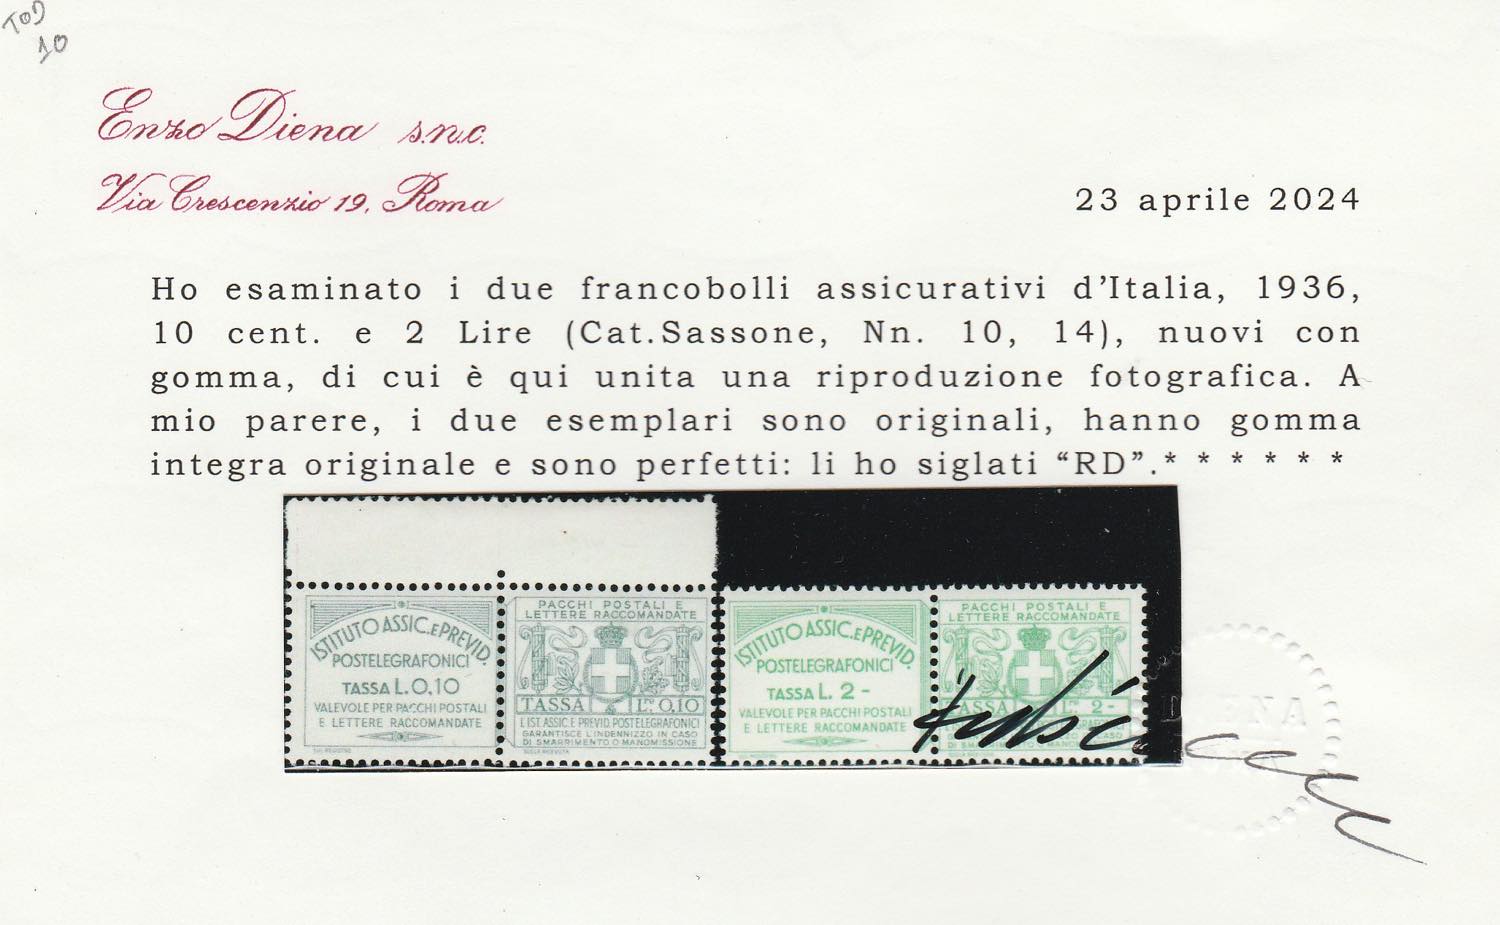 TOD
10
Enzo Diena s.n.c.
Via Crescenzio 19, Roma
23 aprile 2024
Ho esaminato i due francobolli assicurativi d'Italia, 1936,
10 cent. e 2 Lire (Cat.Sassone, Nn. 10, 14), nuovi con
gomma, di cui è qui unita una riproduzione fotografica. A
mio parere, i due esemplari sono originali, hanno gomma
integra originale e sono perfetti: li ho siglati “RD”.* * * * * *
ISTITUTO ASSIC. E PREVID.
POSTELEGRAFONICI
TASSA L. 0,10
VALEVOLE PER PACCHI POSTALI
E LETTERE RACCOMANDATE
PACCHI POSTALI E
LETTERE RACCOMANDATE
TASSA L. 0,10
L'IST. ASSIC. E PREVID. POSTELEGRAFONICI
GARANTISCE L'INDENNIZZO IN CASO
DI SMARRIMENTO O MANOMISSIONE
ISTITUTO ASSIC. E PREVID.
POSTELEGRAFONICI
TASSA L. 2 -
VALEVOLE PER PACCHI POSTALI
E LETTERE RACCOMANDATE
PACCHI POSTALI E
LETTERE RACCOMANDATE
TASSA L. 2 -